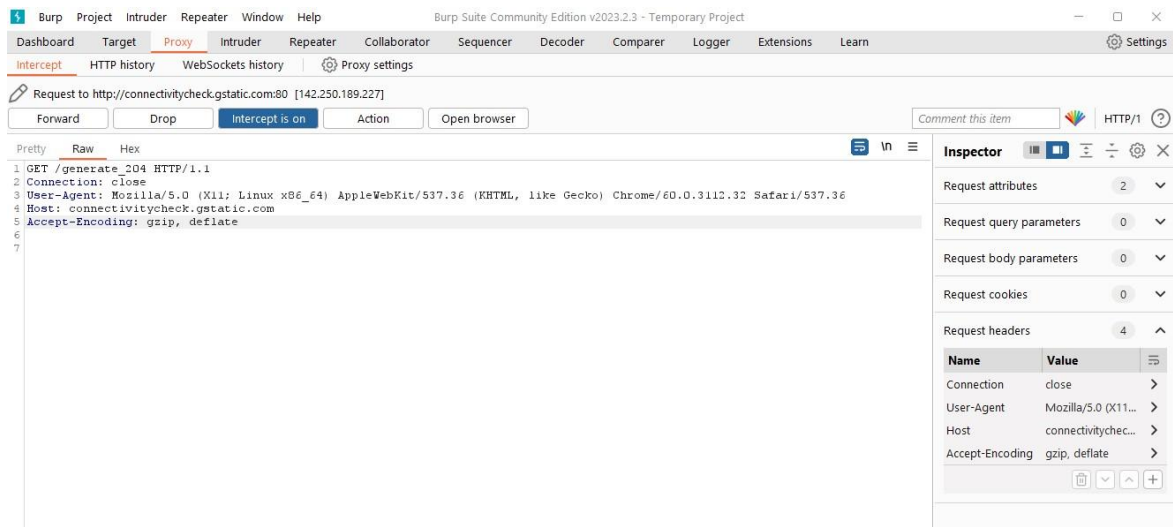 Burp Project Intruder Repeater Window Help Burp Suite Community Edition v2023.2.3 - Temporary Project
Dashboard Target Proxy Intruder Repeater Collaborator Sequencer Decoder Comparer Logger Extensions Learn Settings
Intercept HTTP history WebSockets history Proxy settings
Request to http://connectivitycheck.gstatic.com:80 [142.250.189.227]
Forward Drop Intercept is on Action Open browser Comment this item HTTP/1 ?
Pretty Raw Hex \n
Inspector
1 GET /generate_204 HTTP/1.1
2 Connection: close
3 User-Agent: Mozilla/5.0 (X11; Linux x86_64) AppleWebKit/537.36 (KHTML, like Gecko) Chrome/60.0.3112.32 Safari/537.36
4 Host: connectivitycheck.gstatic.com
5 Accept-Encoding: gzip, deflate
6
7
Request attributes 2
Request query parameters 0
Request body parameters 0
Request cookies 0
Request headers 4
Name Value
Connection close
User-Agent Mozilla/5.0 (X11...
Host connectivitychec...
Accept-Encoding gzip, deflate